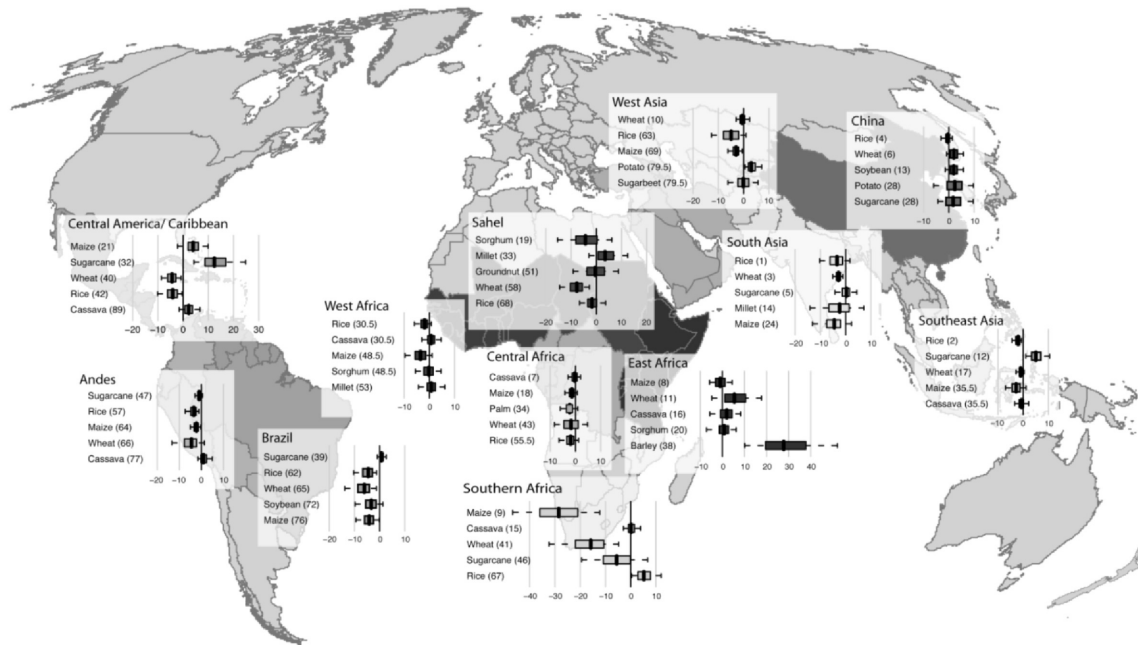 West Asia
Wheat (10)
Rice (63)
Maize (69)
Potato (79.5)
Sugarbeet (79.5)
−20 −10 0 10
China
Rice (4)
Wheat (6)
Soybean (13)
Potato (28)
Sugarcane (28)
−10 0 10
Central America/ Caribbean
Maize (21)
Sugarcane (32)
Wheat (40)
Rice (42)
Cassava (89)
−20 −10 0 10 20 30
Sahel
Sorghum (19)
Millet (33)
Groundnut (51)
Wheat (58)
Rice (68)
−20 −10 0 10 20
South Asia
Rice (1)
Wheat (3)
Sugarcane (5)
Millet (14)
Maize (24)
−20 −10 0 10
West Africa
Rice (30.5)
Cassava (30.5)
Maize (48.5)
Sorghum (48.5)
Millet (53)
−10 0 10
Southeast Asia
Rice (2)
Sugarcane (12)
Wheat (17)
Maize (35.5)
Cassava (35.5)
−10 0 10
Central Africa
Cassava (7)
Maize (18)
Palm (34)
Wheat (43)
Rice (55.5)
−10 0 10
East Africa
Maize (8)
Wheat (11)
Cassava (16)
Sorghum (20)
Barley (38)
−10 0 10 20 30 40
Andes
Sugarcane (47)
Rice (57)
Maize (64)
Wheat (66)
Cassava (77)
−20 −10 0 10
Brazil
Sugarcane (39)
Rice (62)
Wheat (65)
Soybean (72)
Maize (76)
−20 −10 0 10
Southern Africa
Maize (9)
Cassava (15)
Wheat (41)
Sugarcane (46)
Rice (67)
−40 −30 −20 −10 0 10